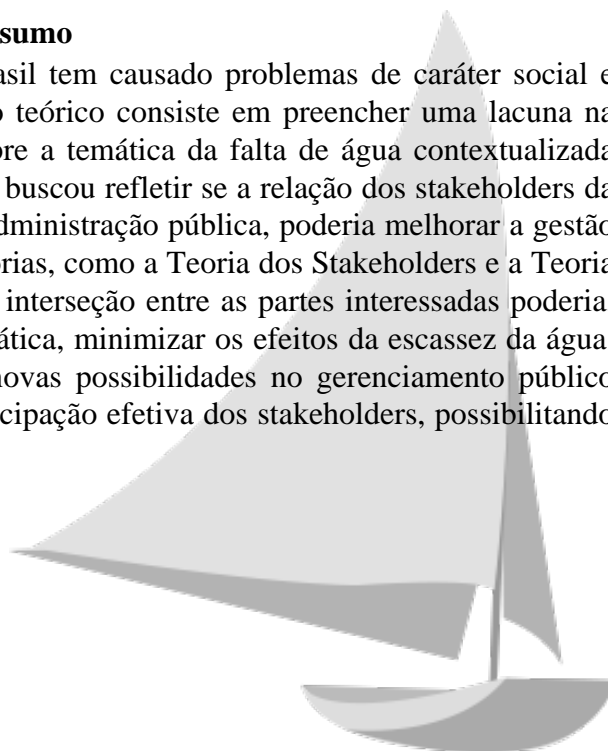 sumo
asil tem causado problemas de caráter social e
o teórico consiste em preencher uma lacuna na
bre a temática da falta de água contextualizada
buscou refletir se a relação dos stakeholders da
dministração pública, poderia melhorar a gestão
rias, como a Teoria dos Stakeholders e a Teoria
interseção entre as partes interessadas poderia
ática, minimizar os efeitos da escassez da água
novas possibilidades no gerenciamento público
cipação efetiva dos stakeholders, possibilitando